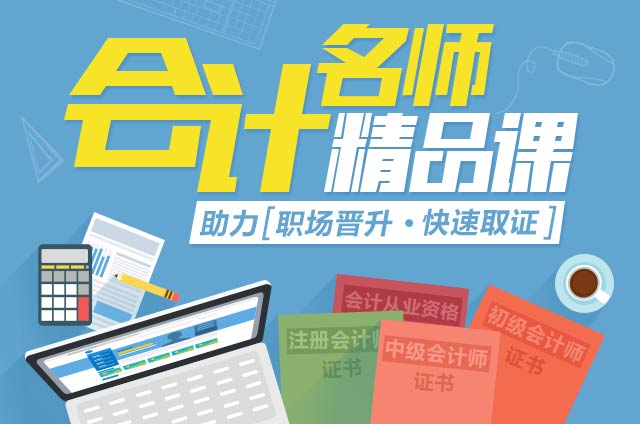 会计名师
精品课
助力[职场晋升·快速取证]
会计从业资格
注册会计师
证书
中级会计师
证书
初级会计师
证书